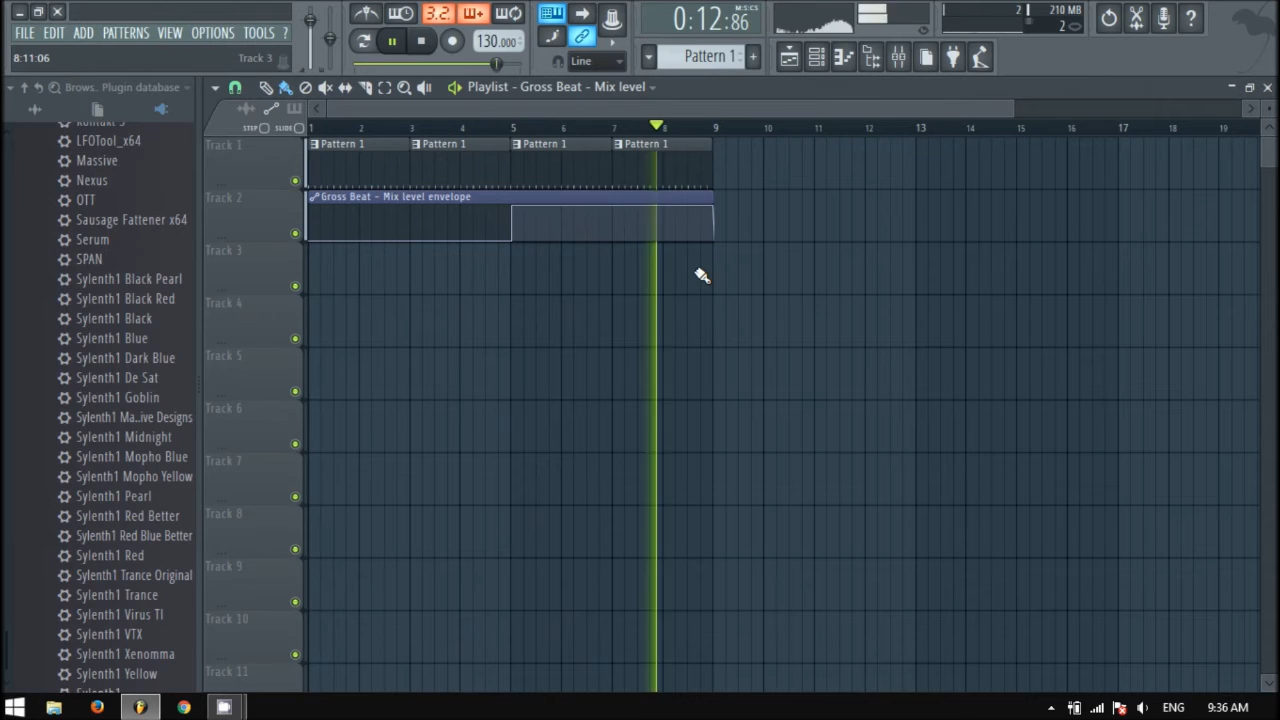 3.2
130.000
0:12:86
M:S:CS
2
210 MB
2
FILE EDIT ADD PATTERNS VIEW OPTIONS TOOLS ?
8:11:06
Track 3
Line
Pattern 1
Brows.. Plugin database
Playlist - Gross Beat - Mix level
STEP
SLIDE
1 2 3 4 5 6 7 8 9 10 11 12 13 14 15 16 17 18 19
LFOTool_x64
Massive
Nexus
OTT
Sausage Fattener x64
Serum
SPAN
Sylenth1 Black Pearl
Sylenth1 Black Red
Sylenth1 Black
Sylenth1 Blue
Sylenth1 Dark Blue
Sylenth1 De Sat
Sylenth1 Goblin
Sylenth1 Ma..ive Designs
Sylenth1 Midnight
Sylenth1 Mopho Blue
Sylenth1 Mopho Yellow
Sylenth1 Pearl
Sylenth1 Red Better
Sylenth1 Red Blue Better
Sylenth1 Red
Sylenth1 Trance Original
Sylenth1 Trance
Sylenth1 Virus TI
Sylenth1 VTX
Sylenth1 Xenomma
Sylenth1 Yellow
Track 1
Pattern 1
Pattern 1
Pattern 1
Pattern 1
Track 2
Gross Beat - Mix level envelope
Track 3
Track 4
Track 5
Track 6
Track 7
Track 8
Track 9
Track 10
Track 11
ENG
9:36 AM